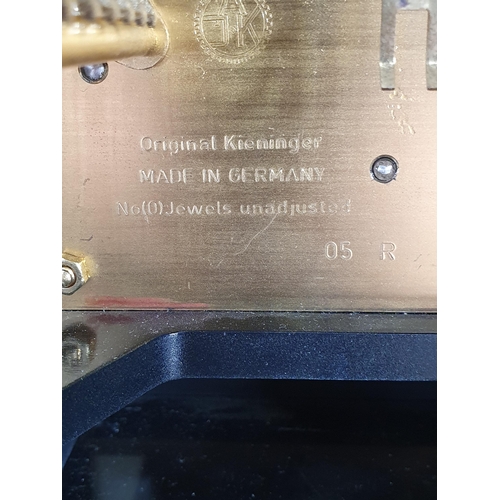 Original Kieninger
MADE IN GERMANY
No(0)Jewels unadjusted
05 R